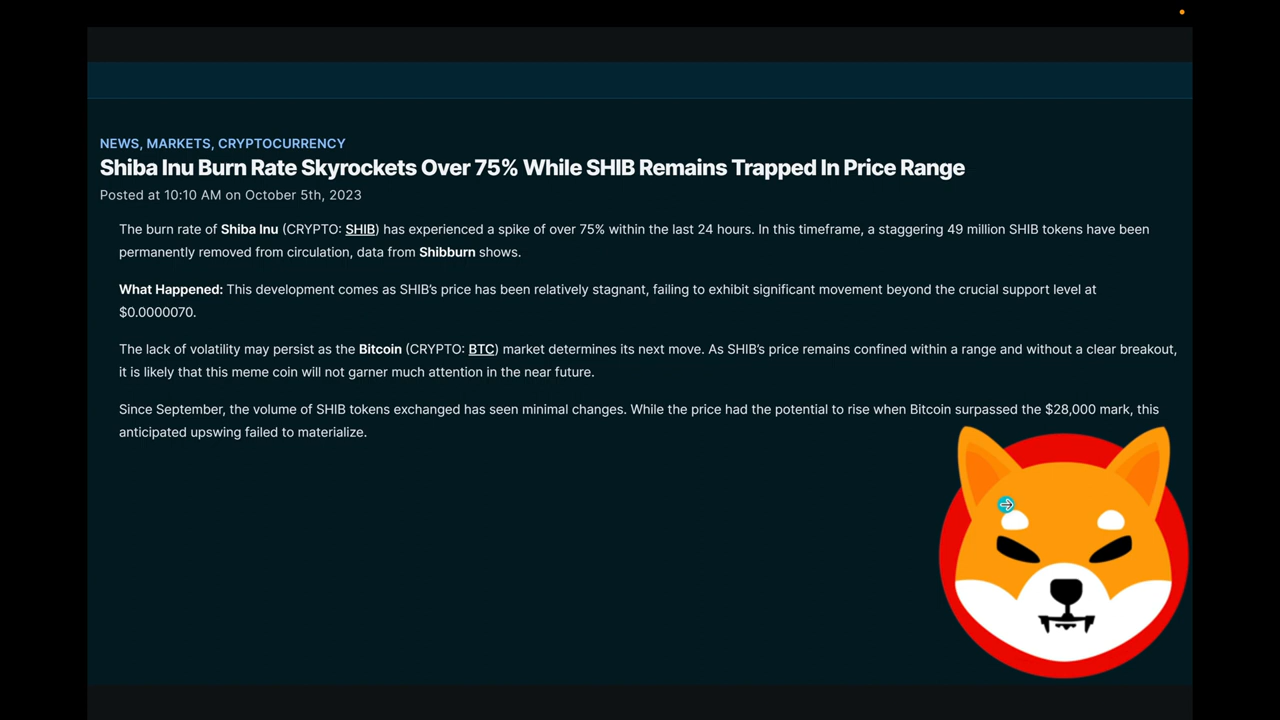 NEWS, MARKETS, CRYPTOCURRENCY
Shiba Inu Burn Rate Skyrockets Over 75% While SHIB Remains Trapped In Price Range
Posted at 10:10 AM on October 5th, 2023
The burn rate of Shiba Inu (CRYPTO: SHIB) has experienced a spike of over 75% within the last 24 hours. In this timeframe, a staggering 49 million SHIB tokens have been
permanently removed from circulation, data from Shibburn shows.
What Happened: This development comes as SHIB’s price has been relatively stagnant, failing to exhibit significant movement beyond the crucial support level at
$0.0000070.
The lack of volatility may persist as the Bitcoin (CRYPTO: BTC) market determines its next move. As SHIB’s price remains confined within a range and without a clear breakout,
it is likely that this meme coin will not garner much attention in the near future.
Since September, the volume of SHIB tokens exchanged has seen minimal changes. While the price had the potential to rise when Bitcoin surpassed the $28,000 mark, this
anticipated upswing failed to materialize.